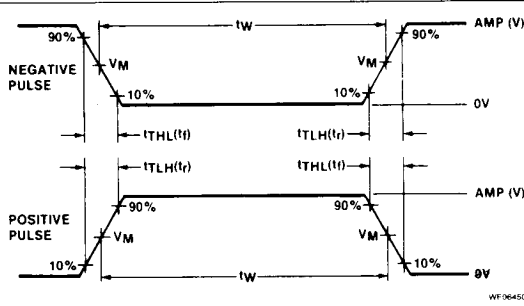 tW
AMP (V)
90%
90%
NEGATIVE
PULSE
VM
VM
10%
10%
0V
tTHL(tf)
tTLH(tr)
tTLH(tr)
tTHL(tf)
AMP (V)
90%
90%
POSITIVE
PULSE
VM
VM
10%
10%
tW
0V
WF06450